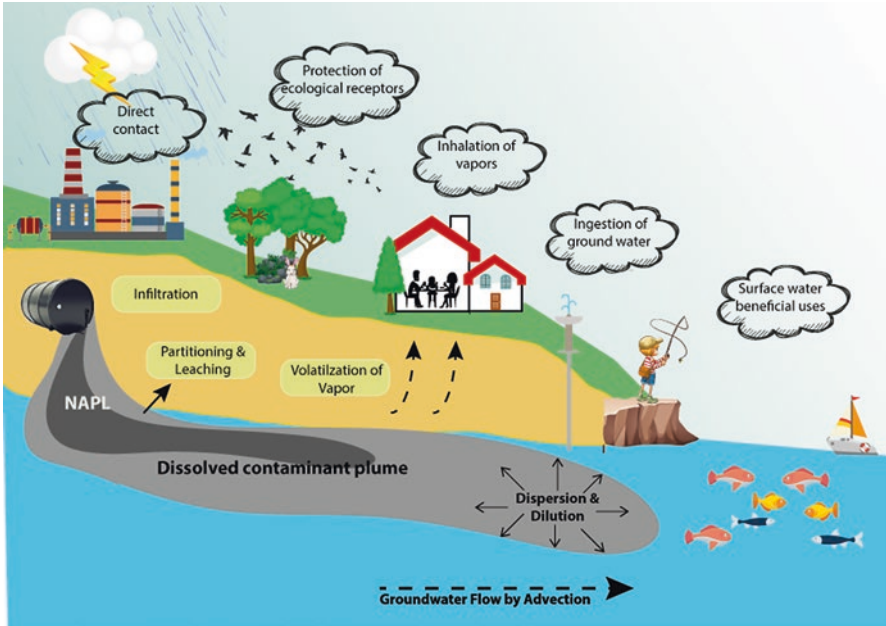 Direct
contact
Protection of
ecological receptors
Inhalation of
vapors
Ingestion of
ground water
Surface water
beneficial uses
Infiltration
Partitioning &
Leaching
Volatilzation of
Vapor
NAPL
Dissolved contaminant plume
Dispersion &
Dilution
Groundwater Flow by Advection